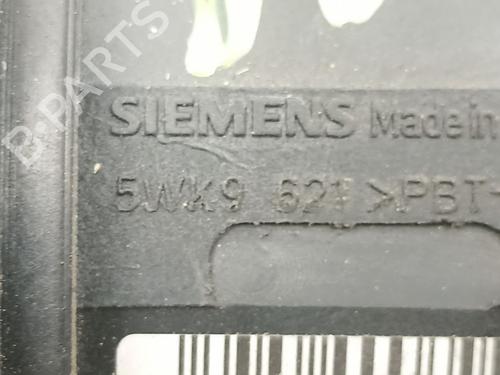 B-PARTS
SIEMENS Made in
5WK9 621 >PBT